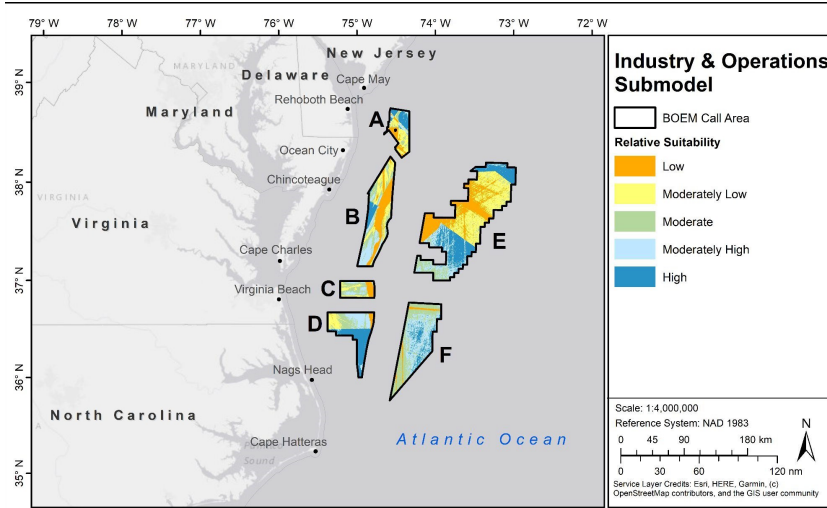 79° W 78° W 77° W 76° W 75° W 74° W 73° W 72° W
39° N
38° N
37° N
36° N
35° N
New Jersey
MARYLAND
Delaware
Cape May
Rehoboth Beach
Maryland
A
Ocean City
Chincoteague
VIRGINIA
B
Virginia
E
Cape Charles
Virginia Beach
C
D
F
Nags Head
North Carolina
Atlantic Ocean
Cape Hatteras
Sound
Industry & Operations
Submodel
BOEM Call Area
Relative Suitability
Low
Moderately Low
Moderate
Moderately High
High
Scale: 1:4,000,000
Reference System: NAD 1983
N
0 45 90 180 km
0 30 60 120 nm
Service Layer Credits: Esri, HERE, Garmin, (c)
OpenStreetMap contributors, and the GIS user community